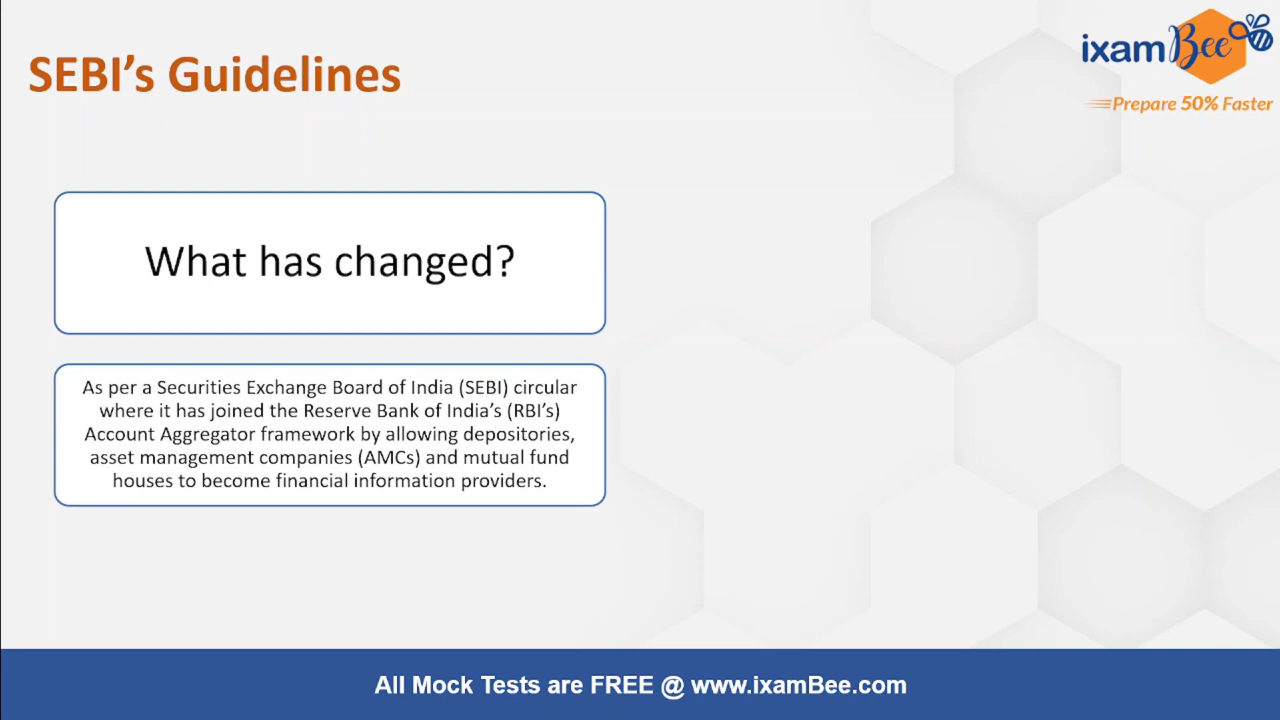 SEBI’s Guidelines
ixamBee
Prepare 50% Faster
What has changed?
As per a Securities Exchange Board of India (SEBI) circular
where it has joined the Reserve Bank of India’s (RBI’s)
Account Aggregator framework by allowing depositories,
asset management companies (AMCs) and mutual fund
houses to become financial information providers.
All Mock Tests are FREE @ www.ixamBee.com